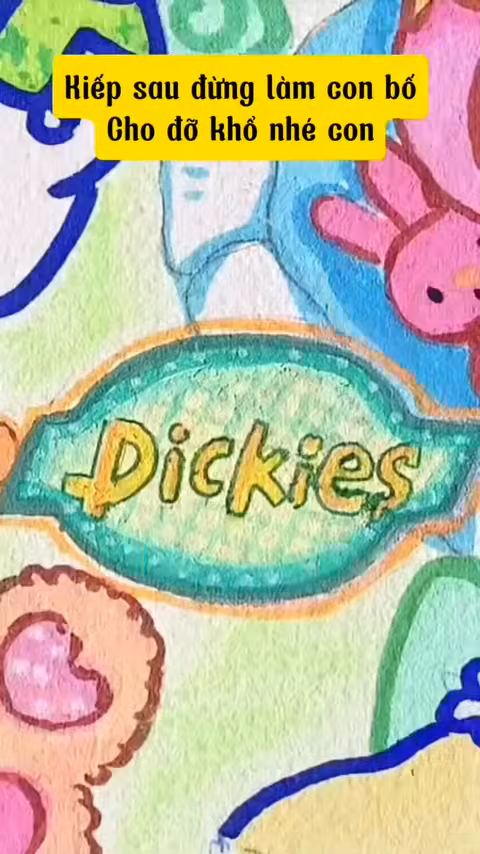 Kiếp sau đừng làm con bố
Cho đỡ khổ nhé con
Dickies